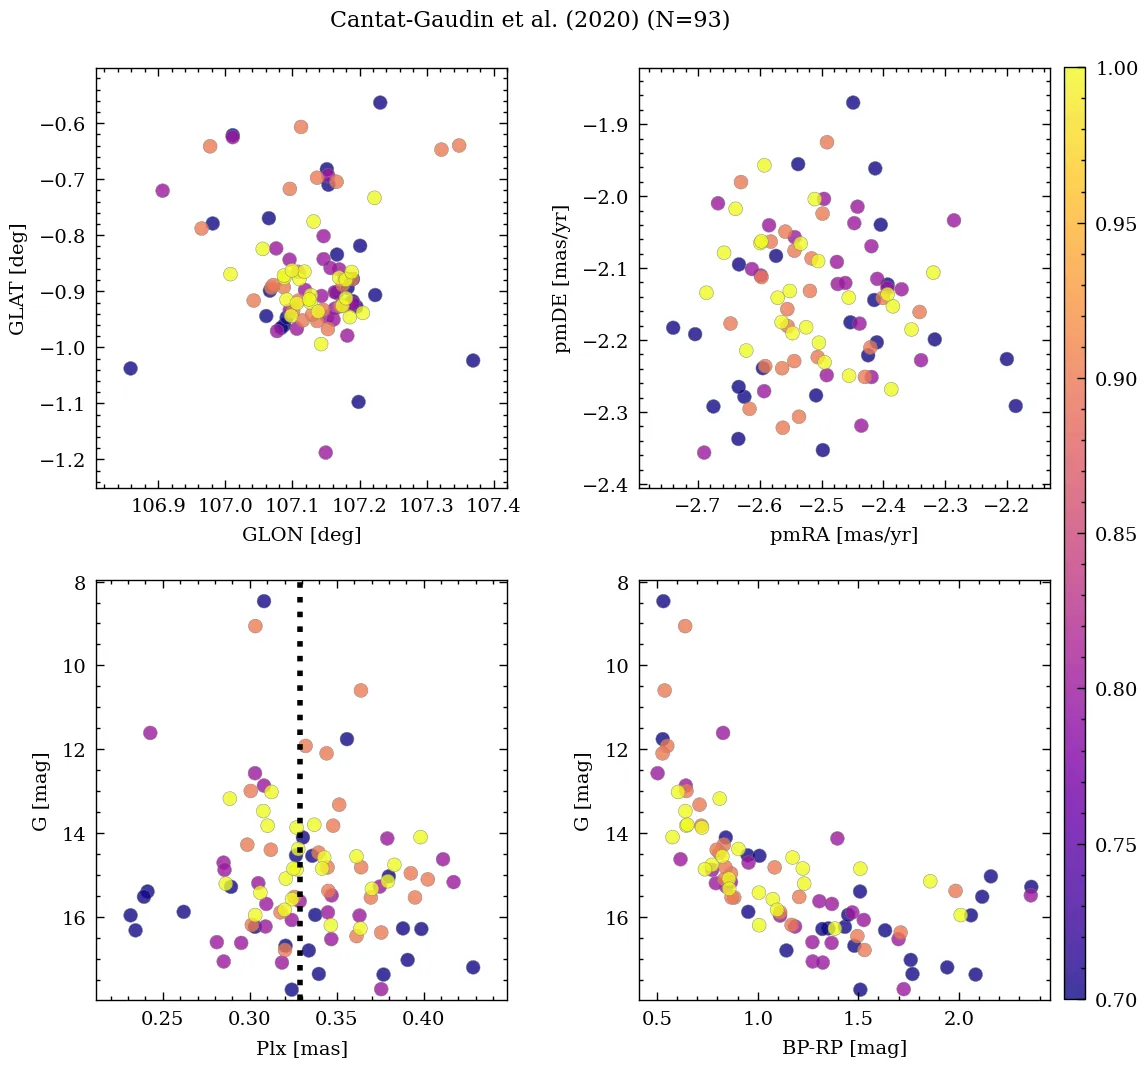 Cantat-Gaudin et al. (2020) (N=93)
−0.6
−0.7
−0.8
−0.9
−1.0
−1.1
−1.2
GLAT [deg]
106.9 107.0 107.1 107.2 107.3 107.4
GLON [deg]
−1.9
−2.0
−2.1
−2.2
−2.3
−2.4
pmDE [mas/yr]
−2.7 −2.6 −2.5 −2.4 −2.3 −2.2
pmRA [mas/yr]
8
10
12
14
16
G [mag]
0.25 0.30 0.35 0.40
Plx [mas]
8
10
12
14
16
G [mag]
0.5 1.0 1.5 2.0
BP-RP [mag]
1.00
0.95
0.90
0.85
0.80
0.75
0.70